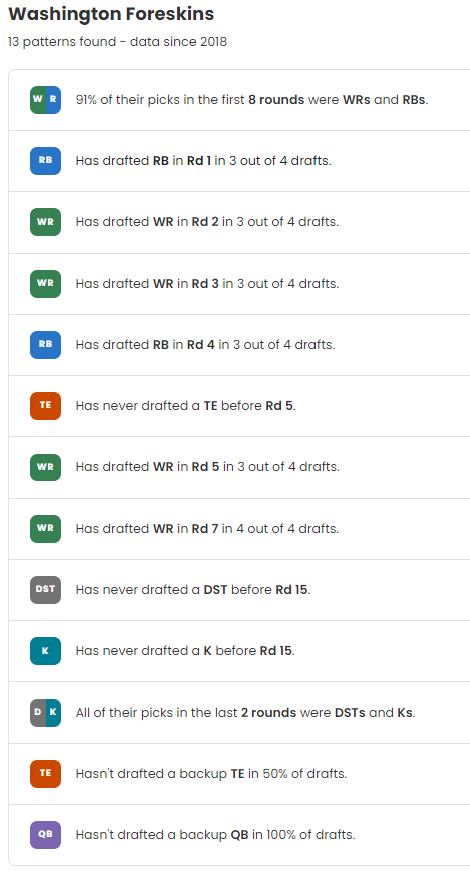 Washington Foreskins
13 patterns found - data since 2018
W R 91% of their picks in the first 8 rounds were WRs and RBs.
RB Has drafted RB in Rd 1 in 3 out of 4 drafts.
WR Has drafted WR in Rd 2 in 3 out of 4 drafts.
WR Has drafted WR in Rd 3 in 3 out of 4 drafts.
RB Has drafted RB in Rd 4 in 3 out of 4 drafts.
TE Has never drafted a TE before Rd 5.
WR Has drafted WR in Rd 5 in 3 out of 4 drafts.
WR Has drafted WR in Rd 7 in 4 out of 4 drafts.
DST Has never drafted a DST before Rd 15.
K Has never drafted a K before Rd 15.
D K All of their picks in the last 2 rounds were DSTs and Ks.
TE Hasn't drafted a backup TE in 50% of drafts.
QB Hasn't drafted a backup QB in 100% of drafts.